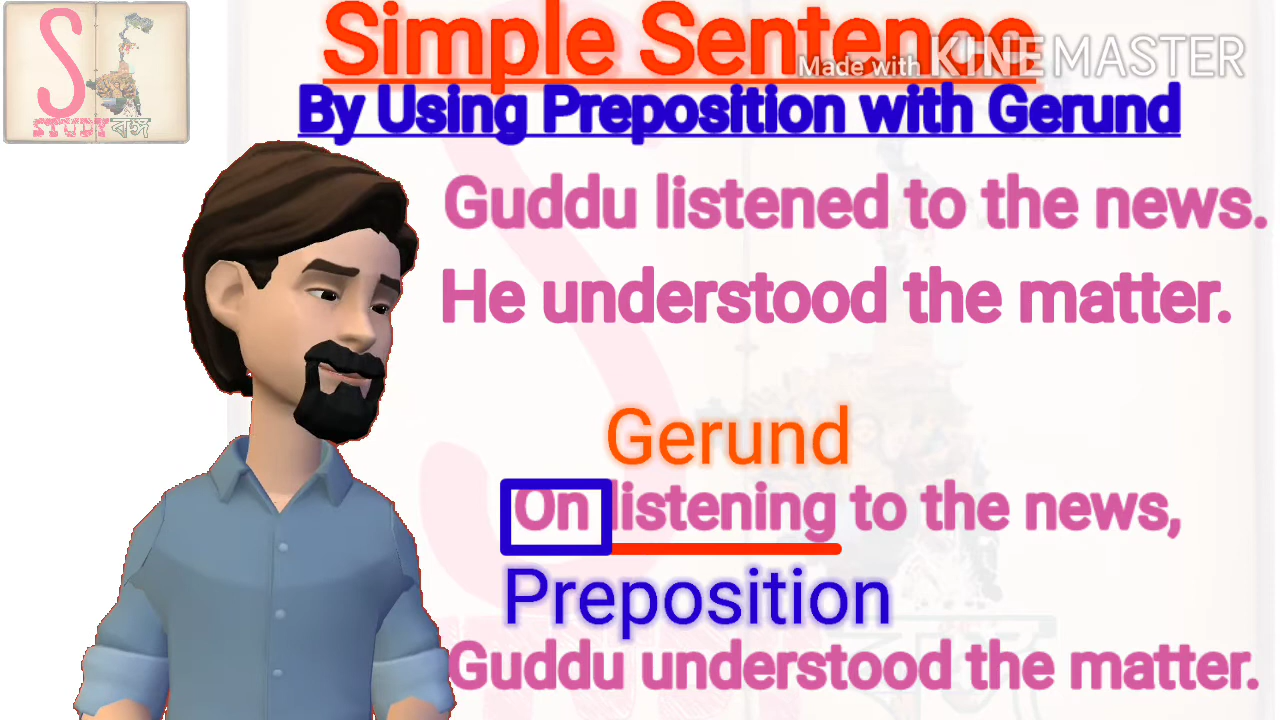 S
STUDYবঙ্গ
Simple Sentence
Made with KINEMASTER
By Using Preposition with Gerund
Guddu listened to the news.
He understood the matter.
Gerund
On listening to the news,
Preposition
Guddu understood the matter.